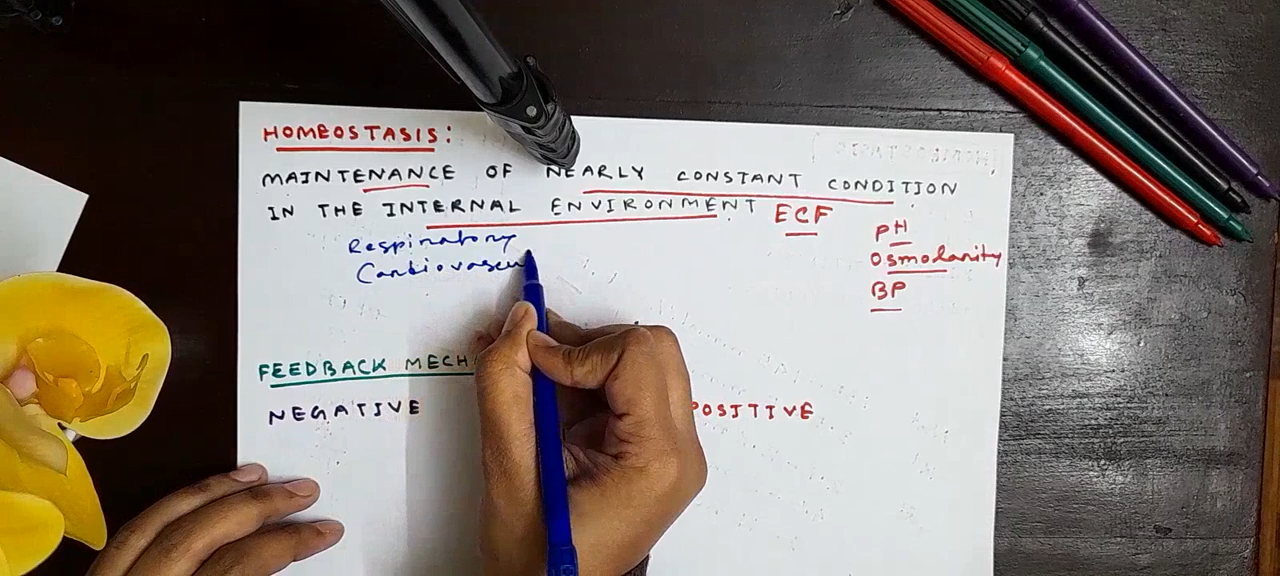 HOMEOSTASIS:
MAINTENANCE OF NEARLY CONSTANT CONDITION
IN THE INTERNAL ENVIRONMENT ECF
pH
Osmolarity
BP
Respiratory
Cardiovascu
FEEDBACK MECH
NEGATIVE
POSITIVE